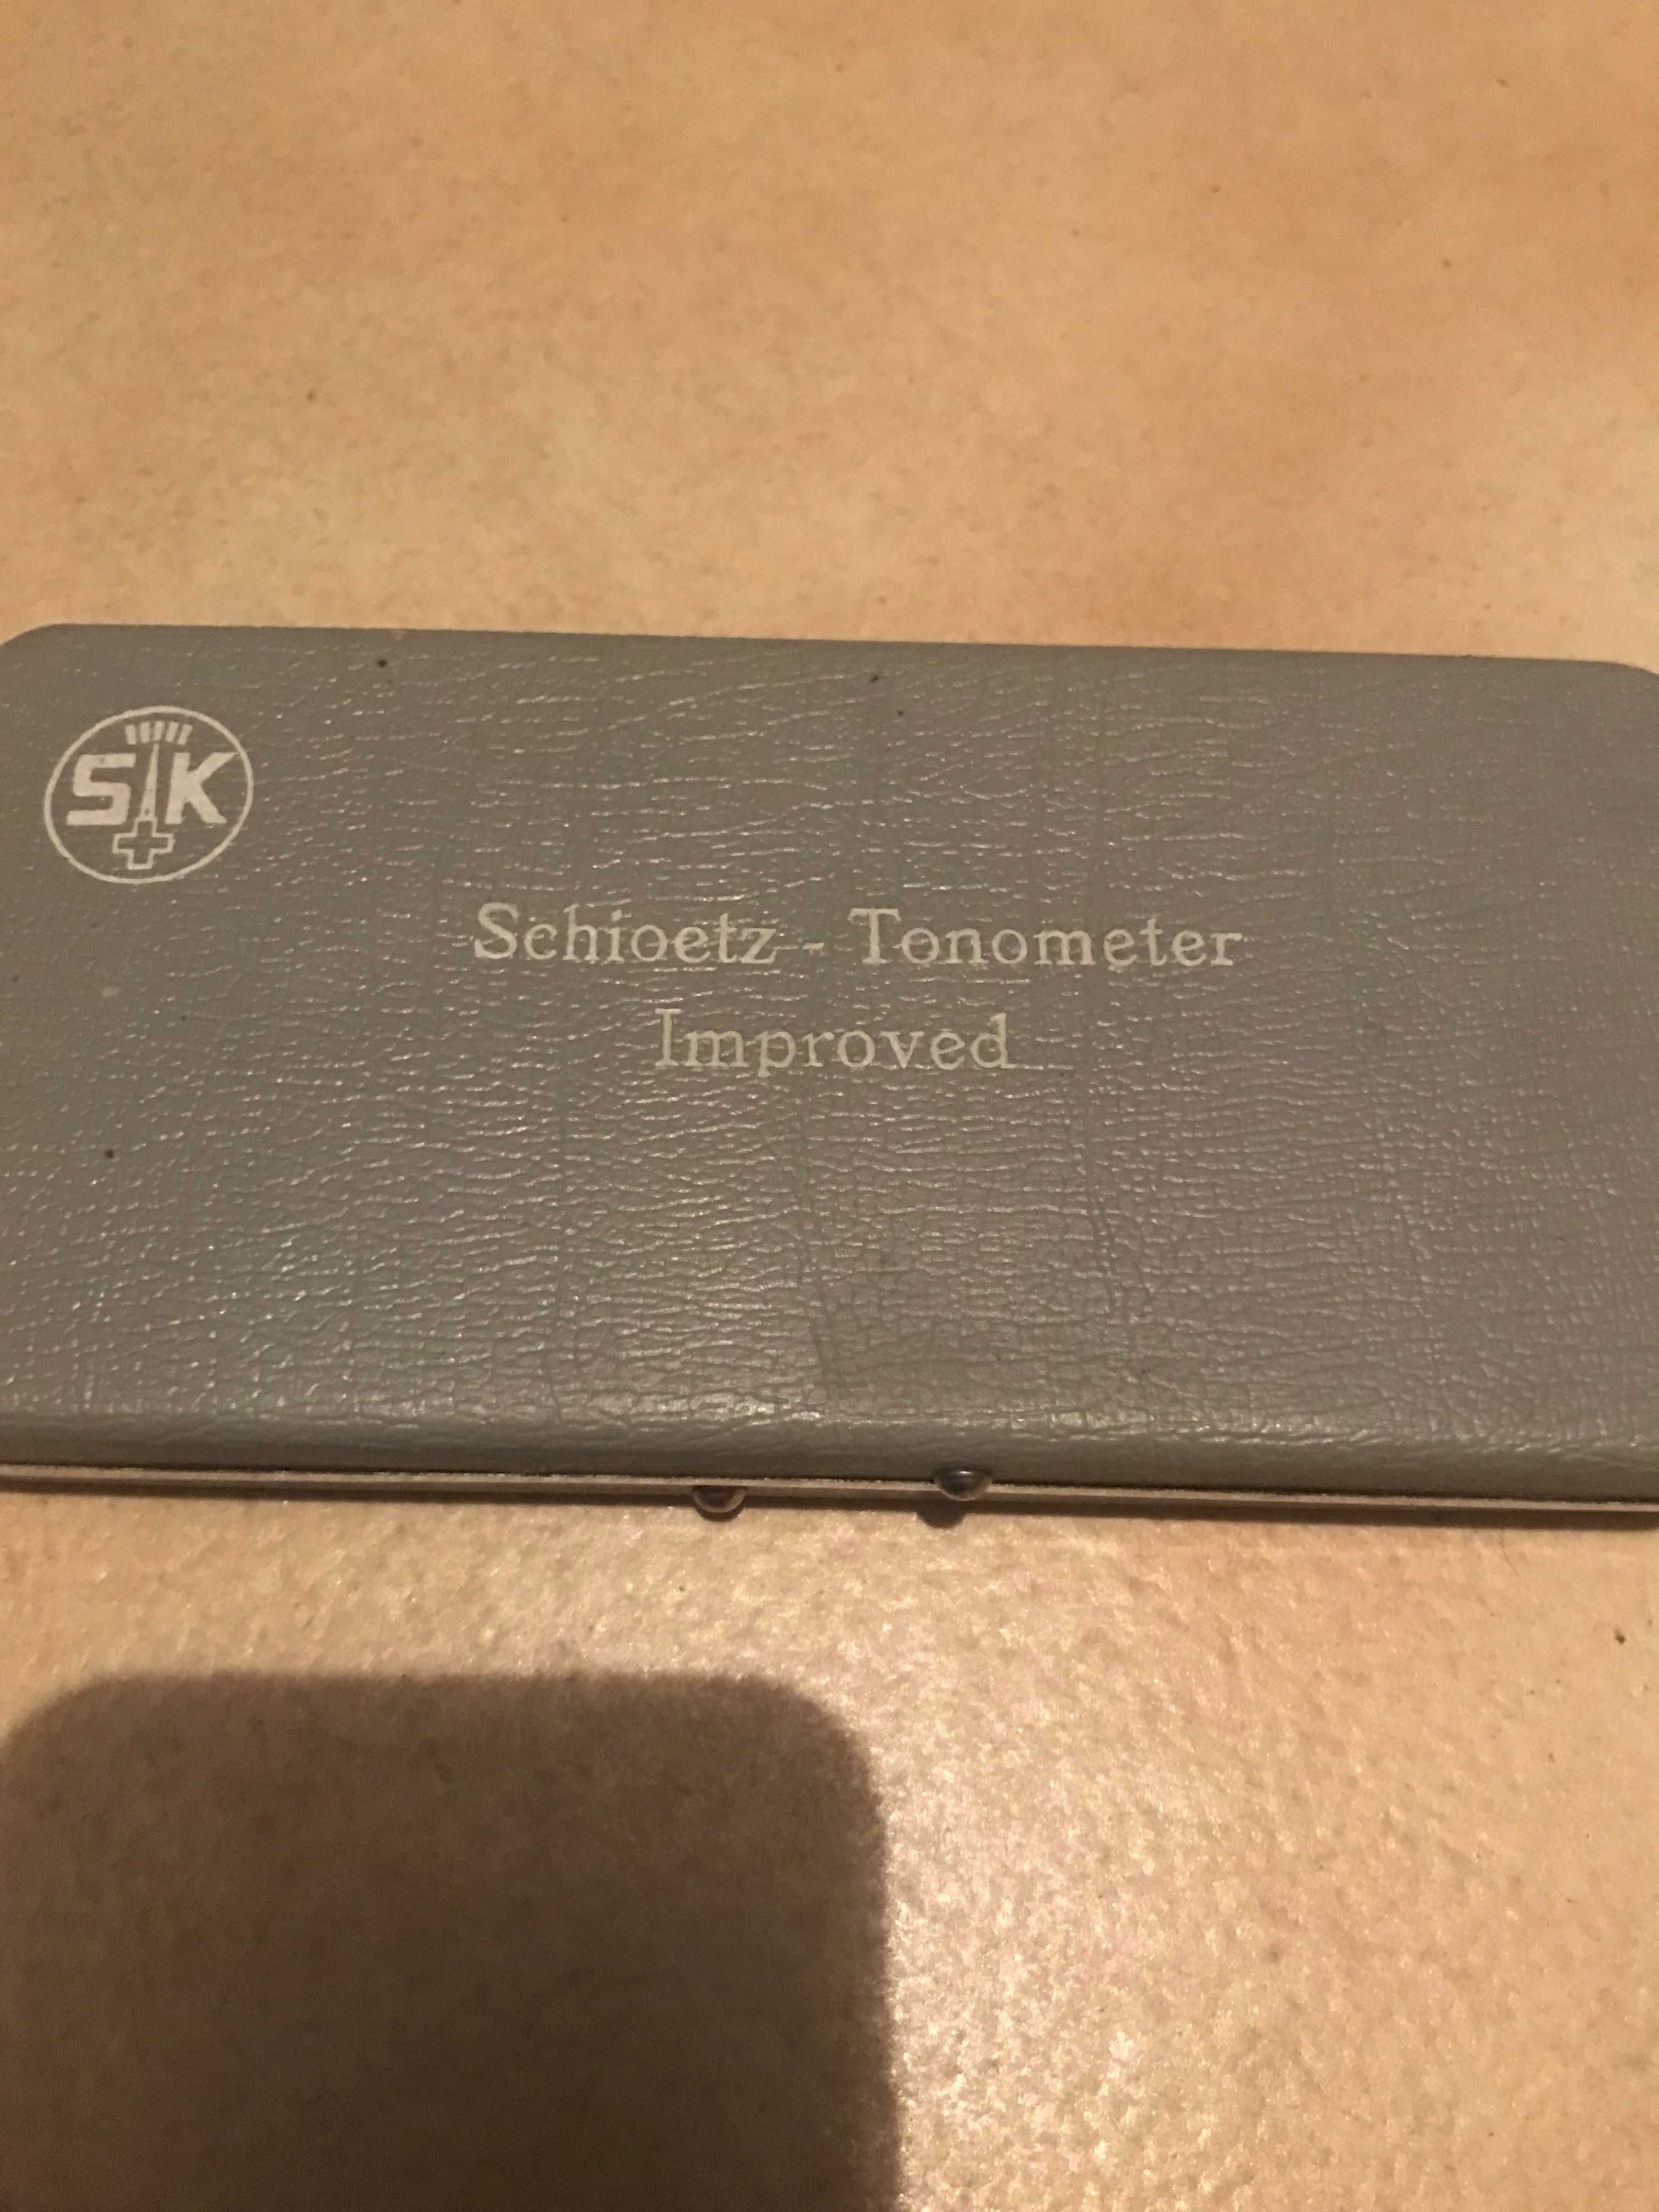 SK
Schioetz - Tonometer
Improved